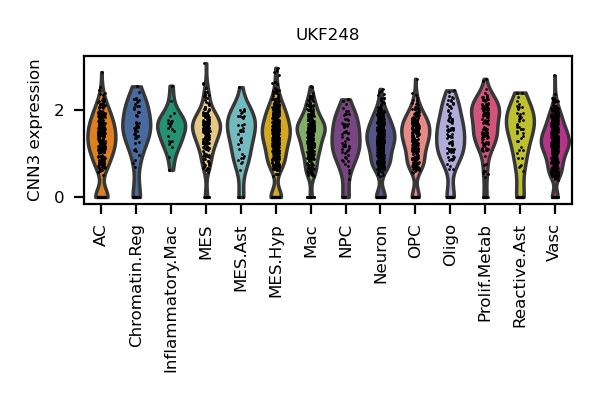 UKF248
CNN3 expression
2
0
AC
Chromatin.Reg
Inflammatory.Mac
MES
MES.Ast
MES.Hyp
Mac
NPC
Neuron
OPC
Oligo
Prolif.Metab
Reactive.Ast
Vasc